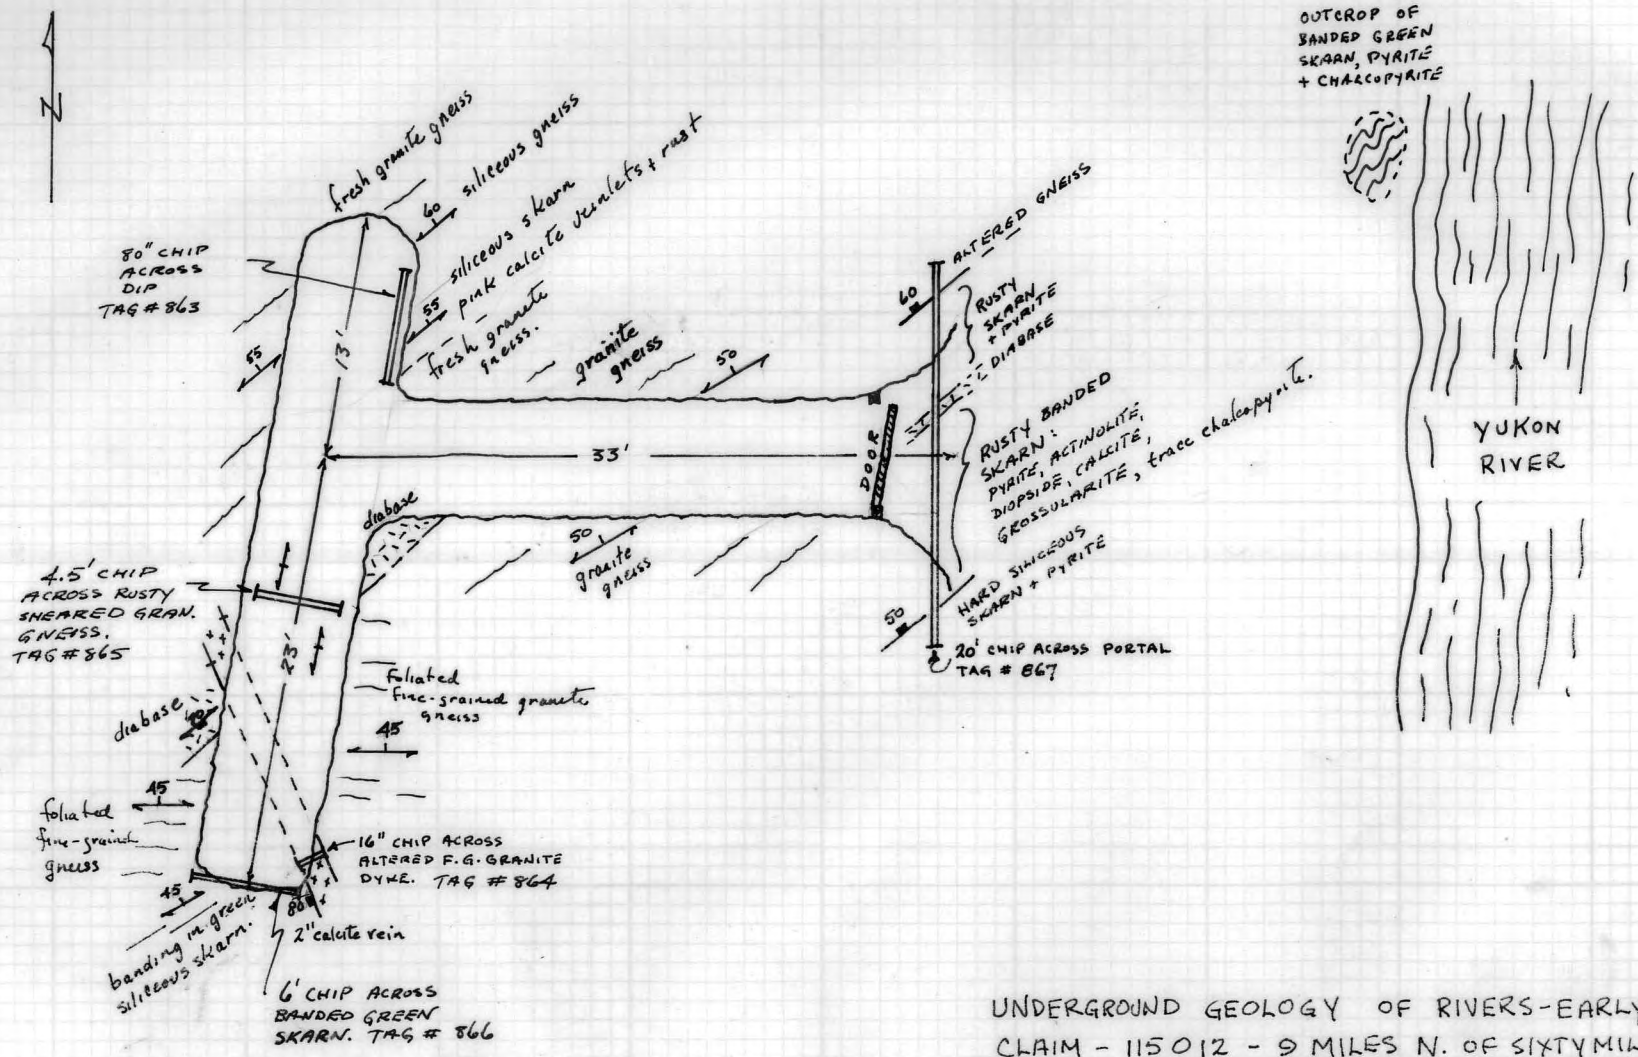 N
OUTCROP OF
BANDED GREEN
SKARN, PYRITE
+ CHALCOPYRITE
fresh granite gneiss
60
siliceous gneiss
siliceous skarn
pink calcite veinlets + rust
55
fresh granite
gneiss.
80" CHIP
ACROSS
DIP
TAG # 863
55
13'
granite
gneiss
50
60
ALTERED GNEISS
RUSTY
SKARN
+ PYRITE
DIABASE
RUSTY BANDED
SKARN:
PYRITE, ACTINOLITE,
DIOPSIDE, CALCITE,
GROSSULARITE, trace chalcopyrite.
33'
DOOR
YUKON
RIVER
diabase
50
granite
gneiss
HARD SILICEOUS
SKARN + PYRITE
50
20' CHIP ACROSS PORTAL
TAG # 867
4.5' CHIP
ACROSS RUSTY
SHEARED GRAN.
GNEISS.
TAG # 865
23'
foliated
fine-grained granite
gneiss
45
diabase
45
foliated
fine-graind
gneiss
16" CHIP ACROSS
ALTERED F.G. GRANITE
DYKE. TAG # 864
45
80
banding in green
siliceous skarn.
2" calcite vein
6' CHIP ACROSS
BANDED GREEN
SKARN. TAG # 866
UNDERGROUND GEOLOGY OF RIVERS-EARLY
CLAIM - 115 O 12 - 9 MILES N. OF SIXTYMIL